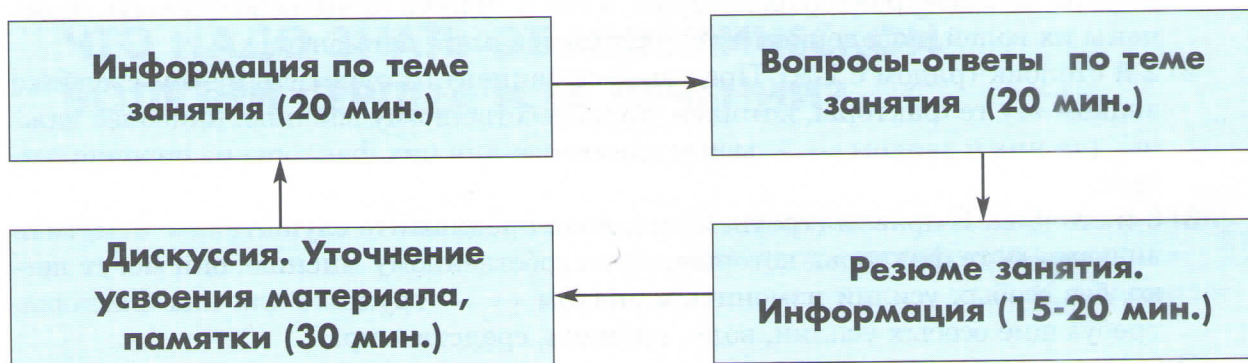 Информация по теме
занятия (20 мин.)
Вопросы-ответы по теме
занятия (20 мин.)
Дискуссия. Уточнение
усвоения материала,
памятки (30 мин.)
Резюме занятия.
Информация (15-20 мин.)